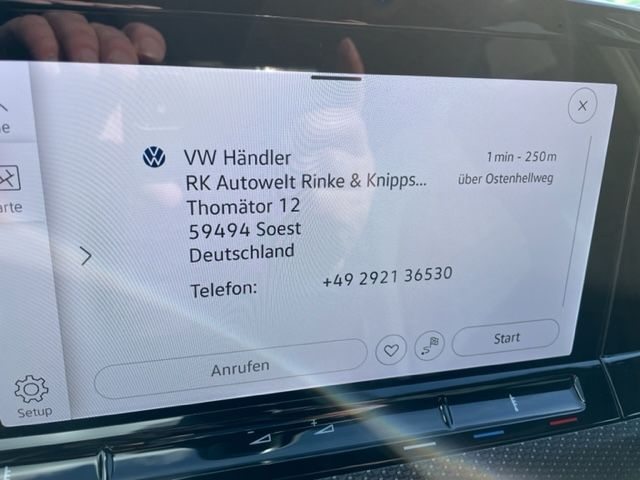 VW Händler
1 min - 250 m
RK Autowelt Rinke & Knipps...
über Ostenhellweg
Thomätor 12
59494 Soest
Deutschland
Telefon:
+49 2921 36530
Anrufen
Start
Setup